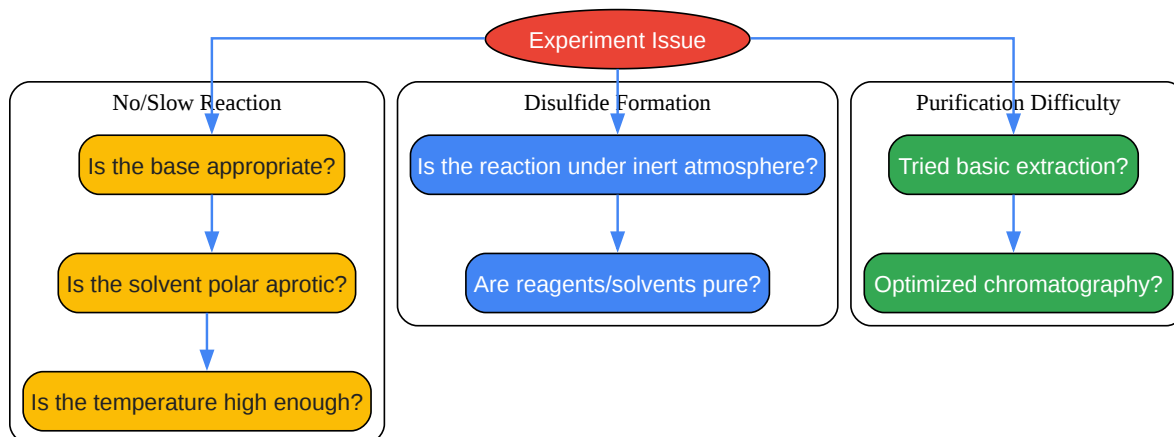 Experiment Issue
No/Slow Reaction
Is the base appropriate?
Is the solvent polar aprotic?
Is the temperature high enough?
Disulfide Formation
Is the reaction under inert atmosphere?
Are reagents/solvents pure?
Purification Difficulty
Tried basic extraction?
Optimized chromatography?